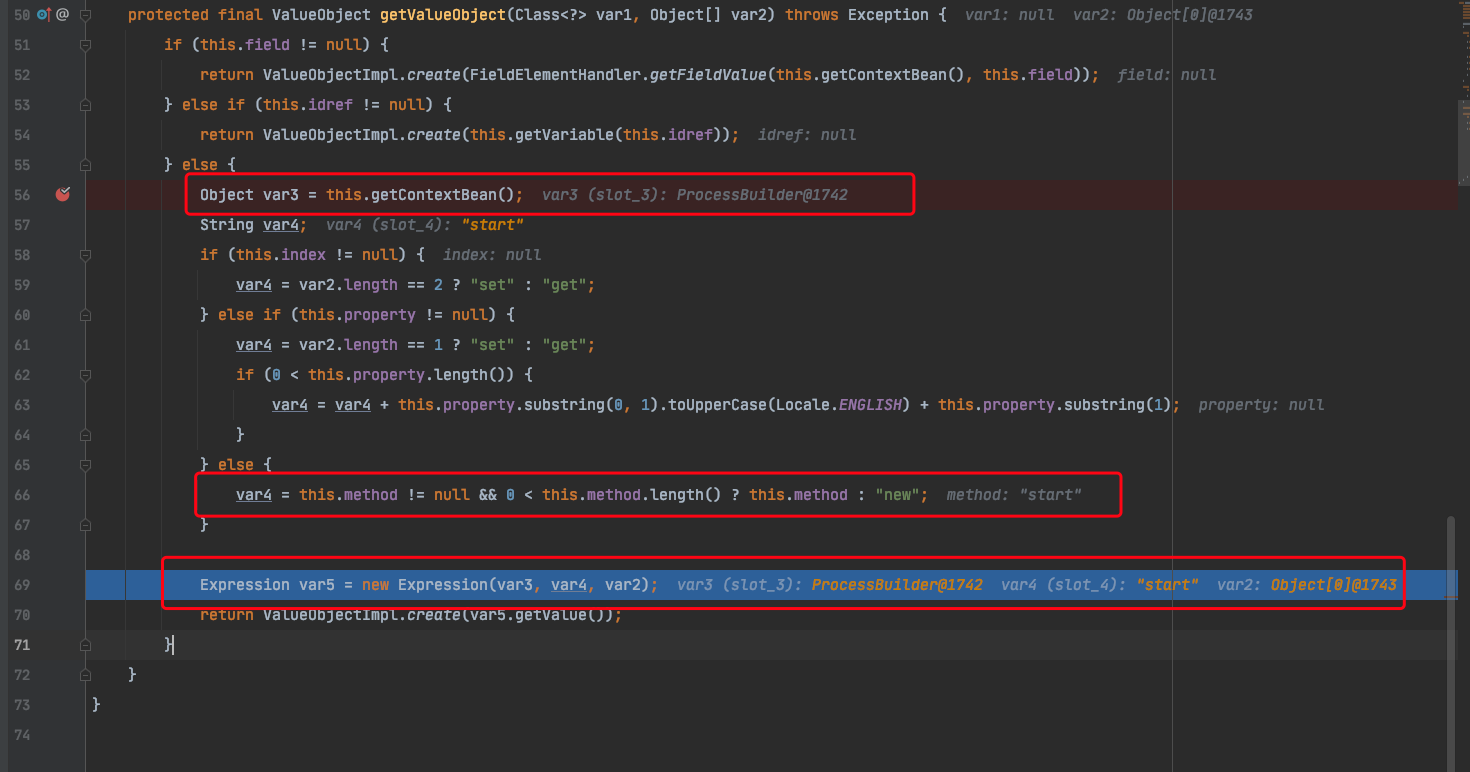 50 @ protected final ValueObject getValueObject(Class<?> var1, Object[] var2) throws Exception { var1: null var2: Object[0]@1743
51 if (this.field != null) {
52 return ValueObjectImpl.create(FieldElementHandler.getFieldValue(this.getContextBean(), this.field)); field: null
53 } else if (this.idref != null) {
54 return ValueObjectImpl.create(this.getVariable(this.idref)); idref: null
55 } else {
56 Object var3 = this.getContextBean(); var3 (slot_3): ProcessBuilder@1742
57 String var4; var4 (slot_4): "start"
58 if (this.index != null) { index: null
59 var4 = var2.length == 2 ? "set" : "get";
60 } else if (this.property != null) {
61 var4 = var2.length == 1 ? "set" : "get";
62 if (0 < this.property.length()) {
63 var4 = var4 + this.property.substring(0, 1).toUpperCase(Locale.ENGLISH) + this.property.substring(1); property: null
64 }
65 } else {
66 var4 = this.method != null && 0 < this.method.length() ? this.method : "new"; method: "start"
67 }
68
69 Expression var5 = new Expression(var3, var4, var2); var3 (slot_3): ProcessBuilder@1742 var4 (slot_4): "start" var2: Object[0]@1743
70 return ValueObjectImpl.create(var5.getValue());
71 }
72 }
73 }
74